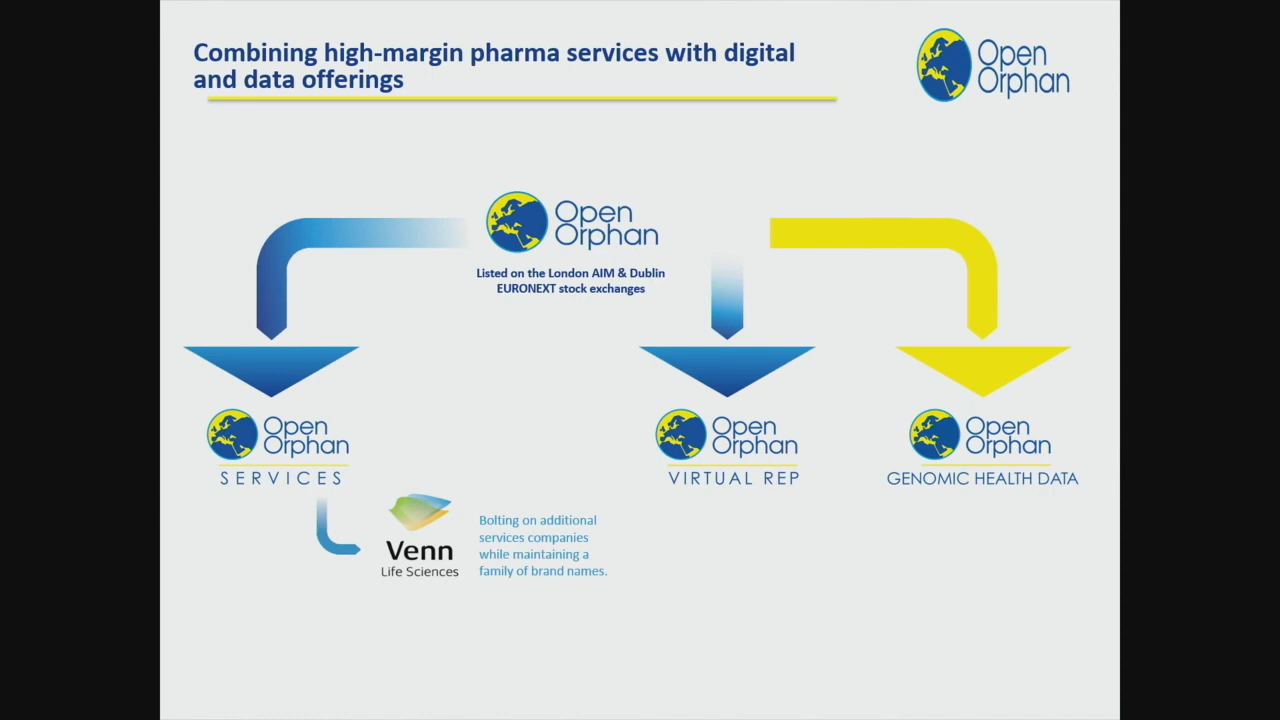 Combining high-margin pharma services with digital
and data offerings
Open
Orphan
Open
Orphan
Listed on the London AIM & Dublin
EURONEXT stock exchanges
Open
Orphan
SERVICES
Open
Orphan
VIRTUAL REP
Open
Orphan
GENOMIC HEALTH DATA
Venn
Life Sciences
Bolting on additional
services companies
while maintaining a
family of brand names.